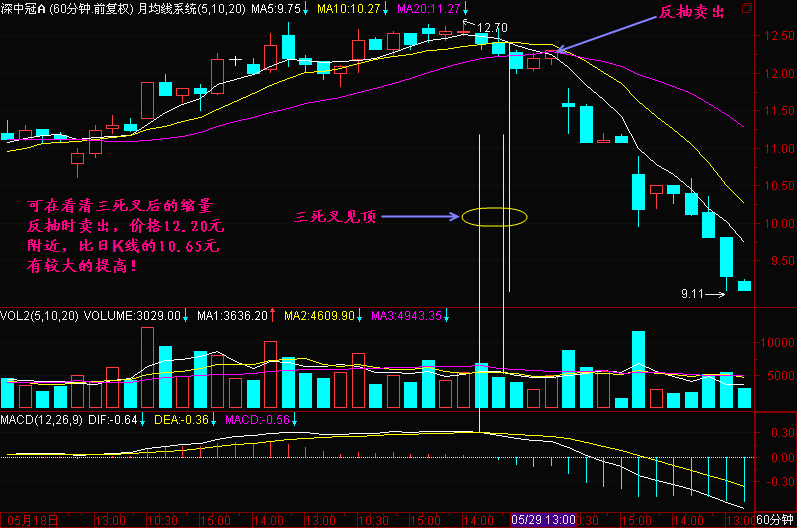 深中冠A (60分钟.前复权) 月均线系统(5,10,20) MA5:9.75↓ MA10:10.27↓ MA20:11.27↓
反抽卖出
12.70
12.50
12.00
11.50
11.00
10.50
10.00
9.50
可在看清三死叉后的缩量
反抽时卖出，价格12.20元
附近，比日K线的10.65元
有较大的提高！
三死叉见顶
9.11
VOL2(5,10,20) VOLUME:3029.00↓ MA1:3636.20↑ MA2:4609.90↓ MA3:4943.35↓
10000
5000
MACD(12,26,9) DIF:-0.64↓ DEA:-0.36↓ MACD:-0.56↓
0.30
0.00
-0.30
05月18日 13:00 10:30 15:00 14:00 13:00 10:30 15:00 14:00 05/29 13:00 0:30 15:00 14:00 13:00 60分钟